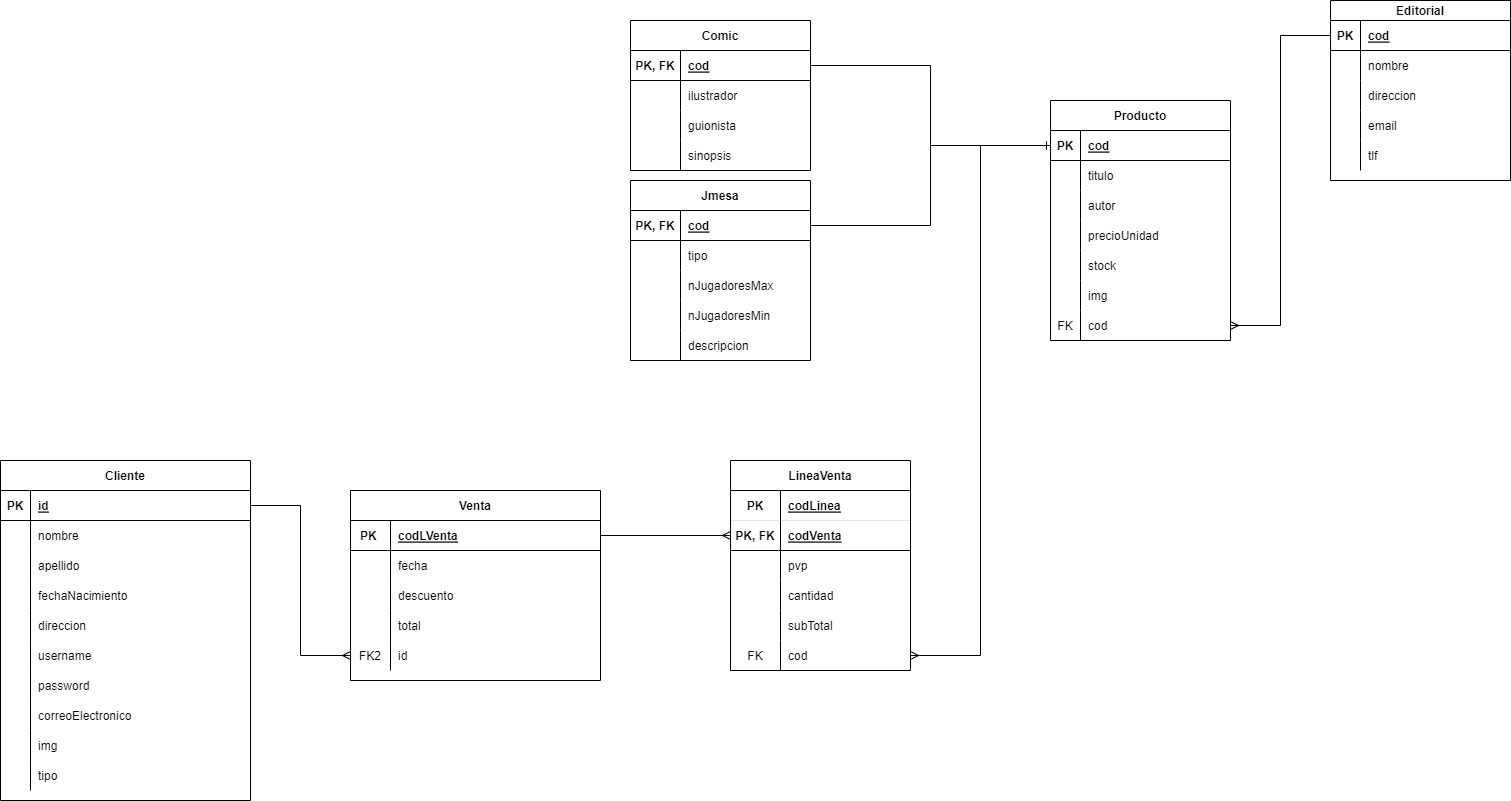 Editorial
PK cod
nombre
direccion
email
tlf
Comic
PK, FK cod
ilustrador
guionista
sinopsis
Producto
PK cod
titulo
autor
precioUnidad
stock
img
FK cod
Jmesa
PK, FK cod
tipo
nJugadoresMax
nJugadoresMin
descripcion
Cliente
PK id
nombre
apellido
fechaNacimiento
direccion
username
password
correoElectronico
img
tipo
Venta
PK codLVenta
fecha
descuento
total
FK2 id
LineaVenta
PK codLinea
PK, FK codVenta
pvp
cantidad
subTotal
FK cod